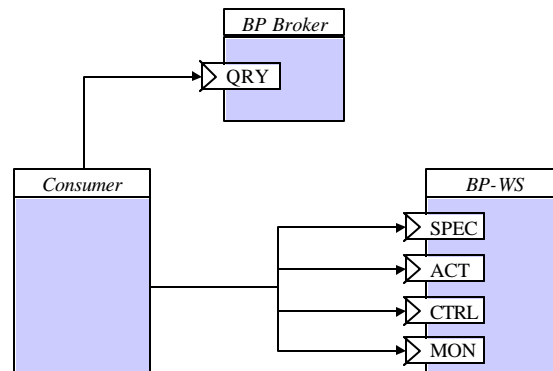 BP Broker
QRY
Consumer
BP-WS
SPEC
ACT
CTRL
MON